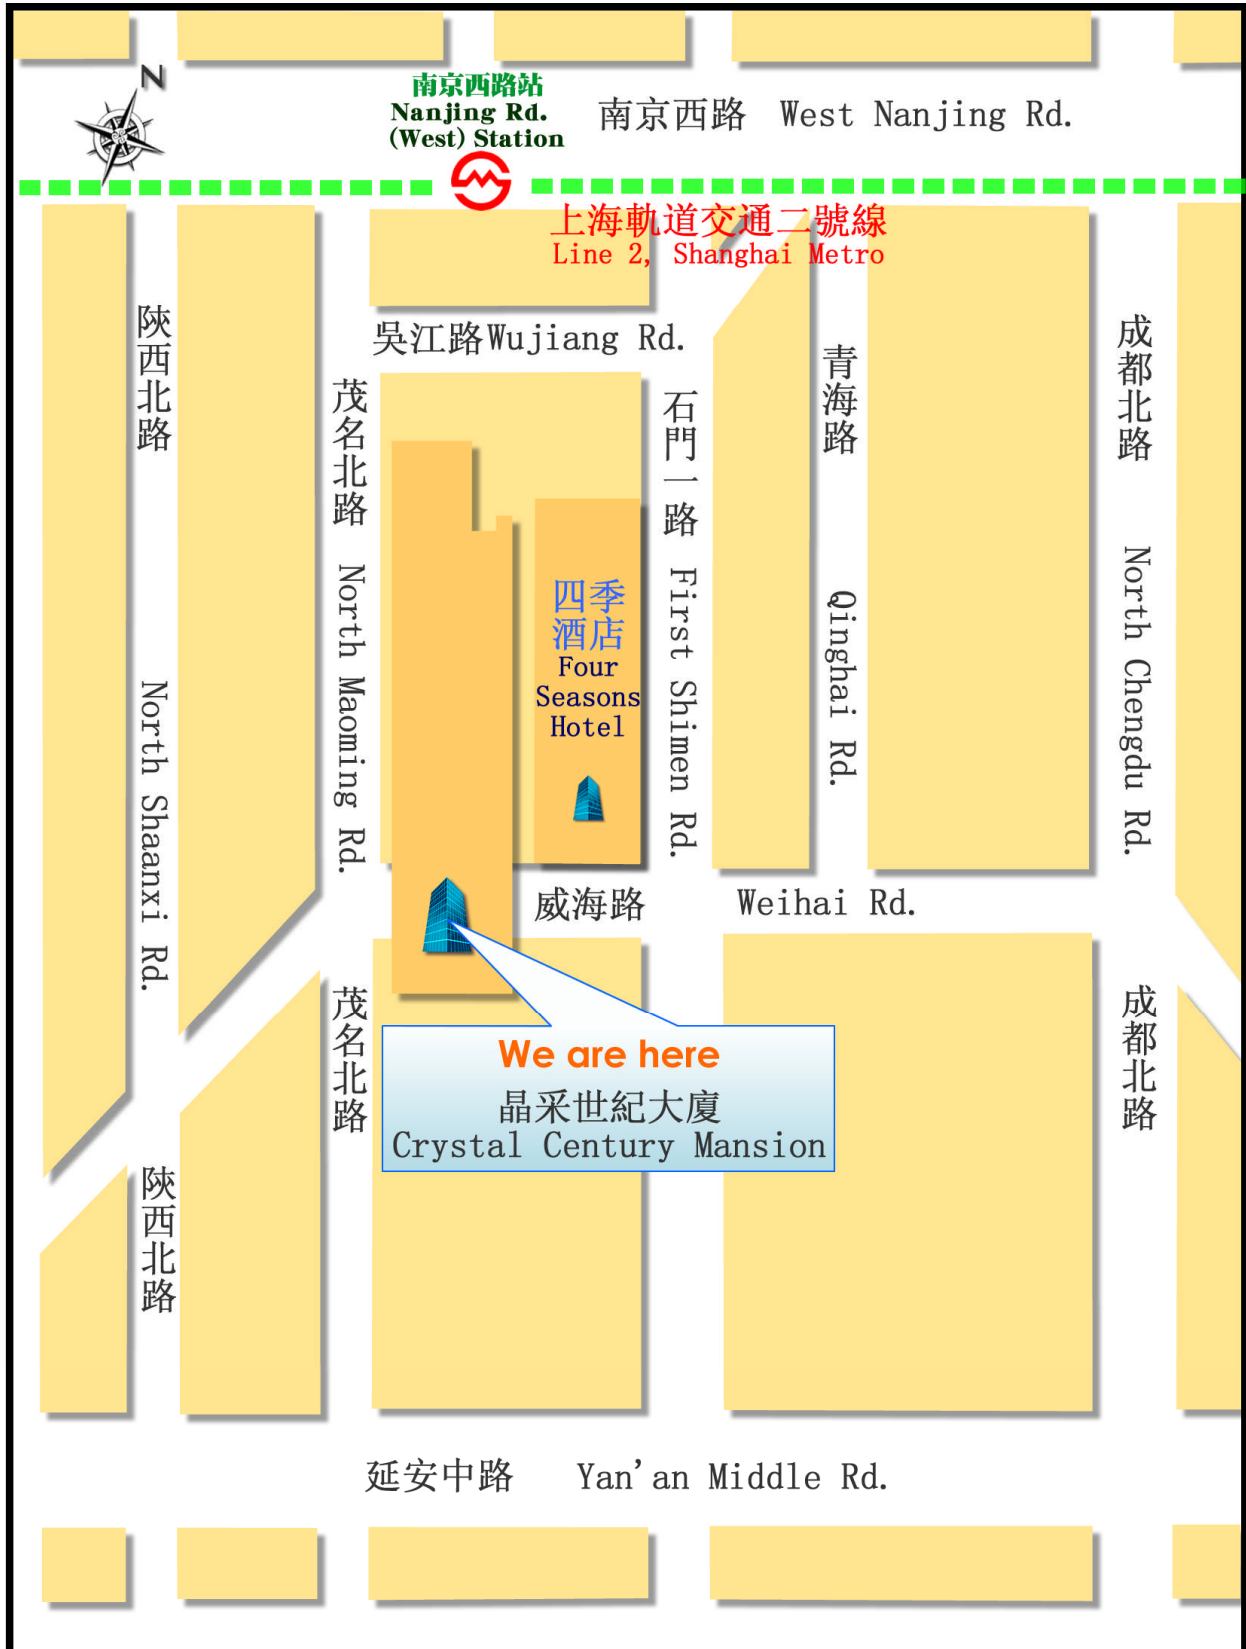 N
南京西路站
Nanjing Rd.
(West) Station
南京西路 West Nanjing Rd.
上海軌道交通二號線
Line 2, Shanghai Metro
吳江路Wujiang Rd.
陝西北路
North Shaanxi Rd.
茂名北路
North Maoming Rd.
石門一路
First Shimen Rd.
青海路
Qinghai Rd.
成都北路
North Chengdu Rd.
四季
酒店
Four
Seasons
Hotel
威海路 Weihai Rd.
茂名北路
成都北路
We are here
晶采世紀大廈
Crystal Century Mansion
陝西北路
延安中路 Yan'an Middle Rd.